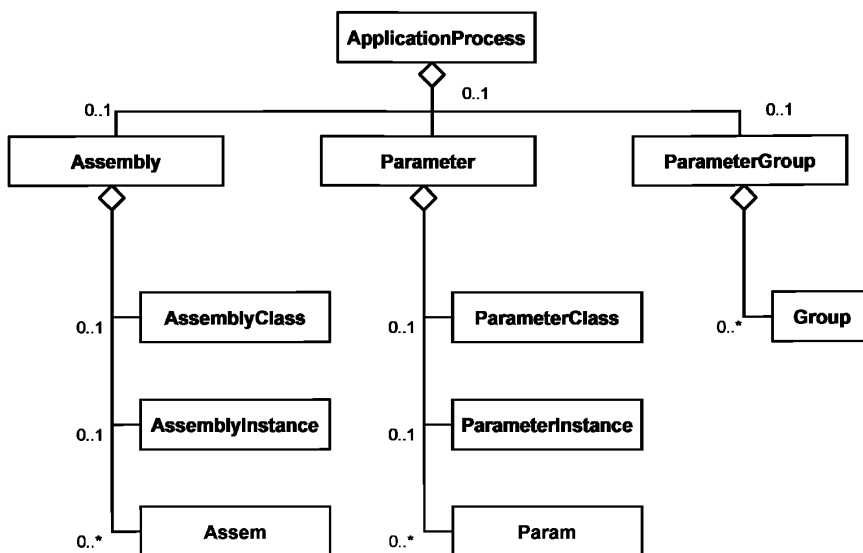 ApplicationProcess
0..1
0..1
0..1
Assembly
Parameter
ParameterGroup
AssemblyClass
ParameterClass
Group
0..1
0..1
0..*
AssemblyInstance
ParameterInstance
0..1
0..1
Assem
Param
0..*
0..*